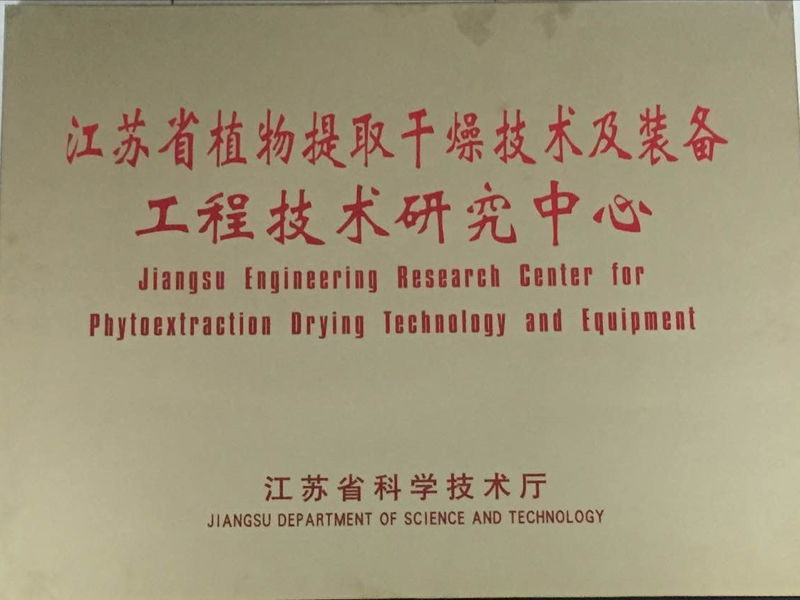 江苏省植物提取干燥技术及装备
工程技术研究中心
Jiangsu Engineering Research Center for
Phytoextraction Drying Technology and Equipment
江苏省科学技术厅
JIANGSU DEPARTMENT OF SCIENCE AND TECHNOLOGY